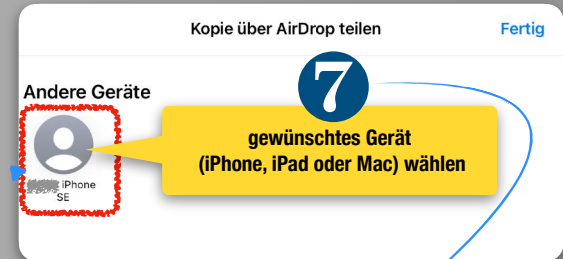 Kopie über AirDrop teilen
Fertig
Andere Geräte
7
gewünschtes Gerät
(iPhone, iPad oder Mac) wählen
iPhone
SE